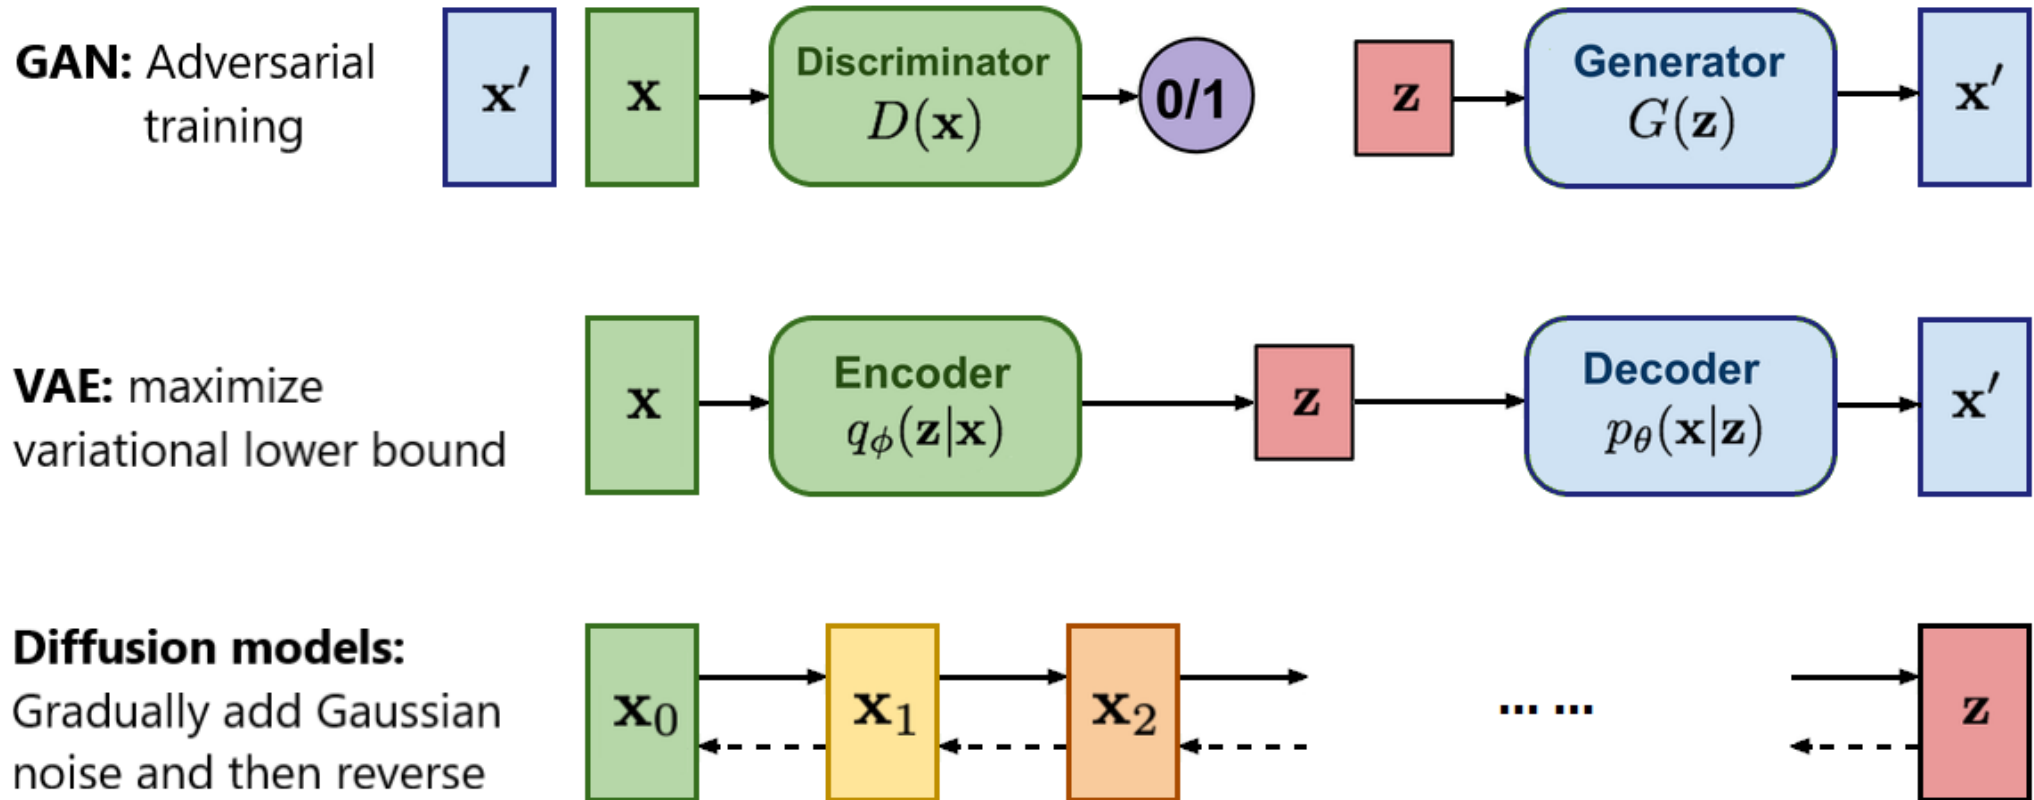 GAN: Adversarial
training
x′
x
Discriminator
D(x)
0/1
z
Generator
G(z)
x′
VAE: maximize
variational lower bound
x
Encoder
qϕ(z|x)
z
Decoder
pθ(x|z)
x′
Diffusion models:
Gradually add Gaussian
noise and then reverse
x₀
x₁
x₂
... ...
z